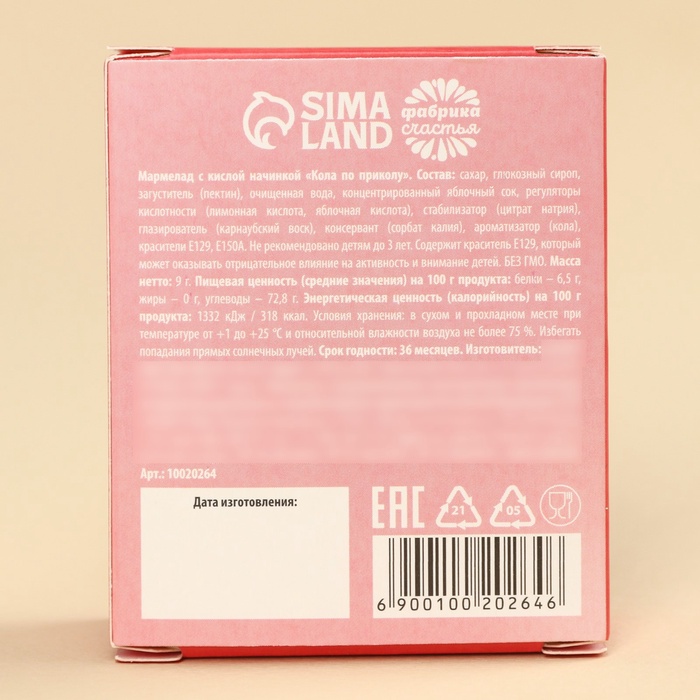 SIMA
LAND
фабрика
счастья
Мармелад с кислой начинкой «Кола по приколу». Состав: сахар, глюкозный сироп,
загуститель (пектин), очищенная вода, концентрированный яблочный сок, регуляторы
кислотности (лимонная кислота, яблочная кислота), стабилизатор (цитрат натрия),
глазирователь (карнаубский воск), консервант (сорбат калия), ароматизатор (кола),
красители Е129, Е150А. Не рекомендовано детям до 3 лет. Содержит краситель Е129, который
может оказывать отрицательное влияние на активность и внимание детей. БЕЗ ГМО. Масса
нетто: 9 г. Пищевая ценность (средние значения) на 100 г продукта: белки – 6,5 г,
жиры – 0 г, углеводы – 72,8 г. Энергетическая ценность (калорийность) на 100 г
продукта: 1332 кДж / 318 ккал. Условия хранения: в сухом и прохладном месте при
температуре от +1 до +25 °С и относительной влажности воздуха не более 75 %. Избегать
попадания прямых солнечных лучей. Срок годности: 36 месяцев. Изготовитель:
Арт.: 10020264
Дата изготовления:
EAC 21 05
6 900100 202646